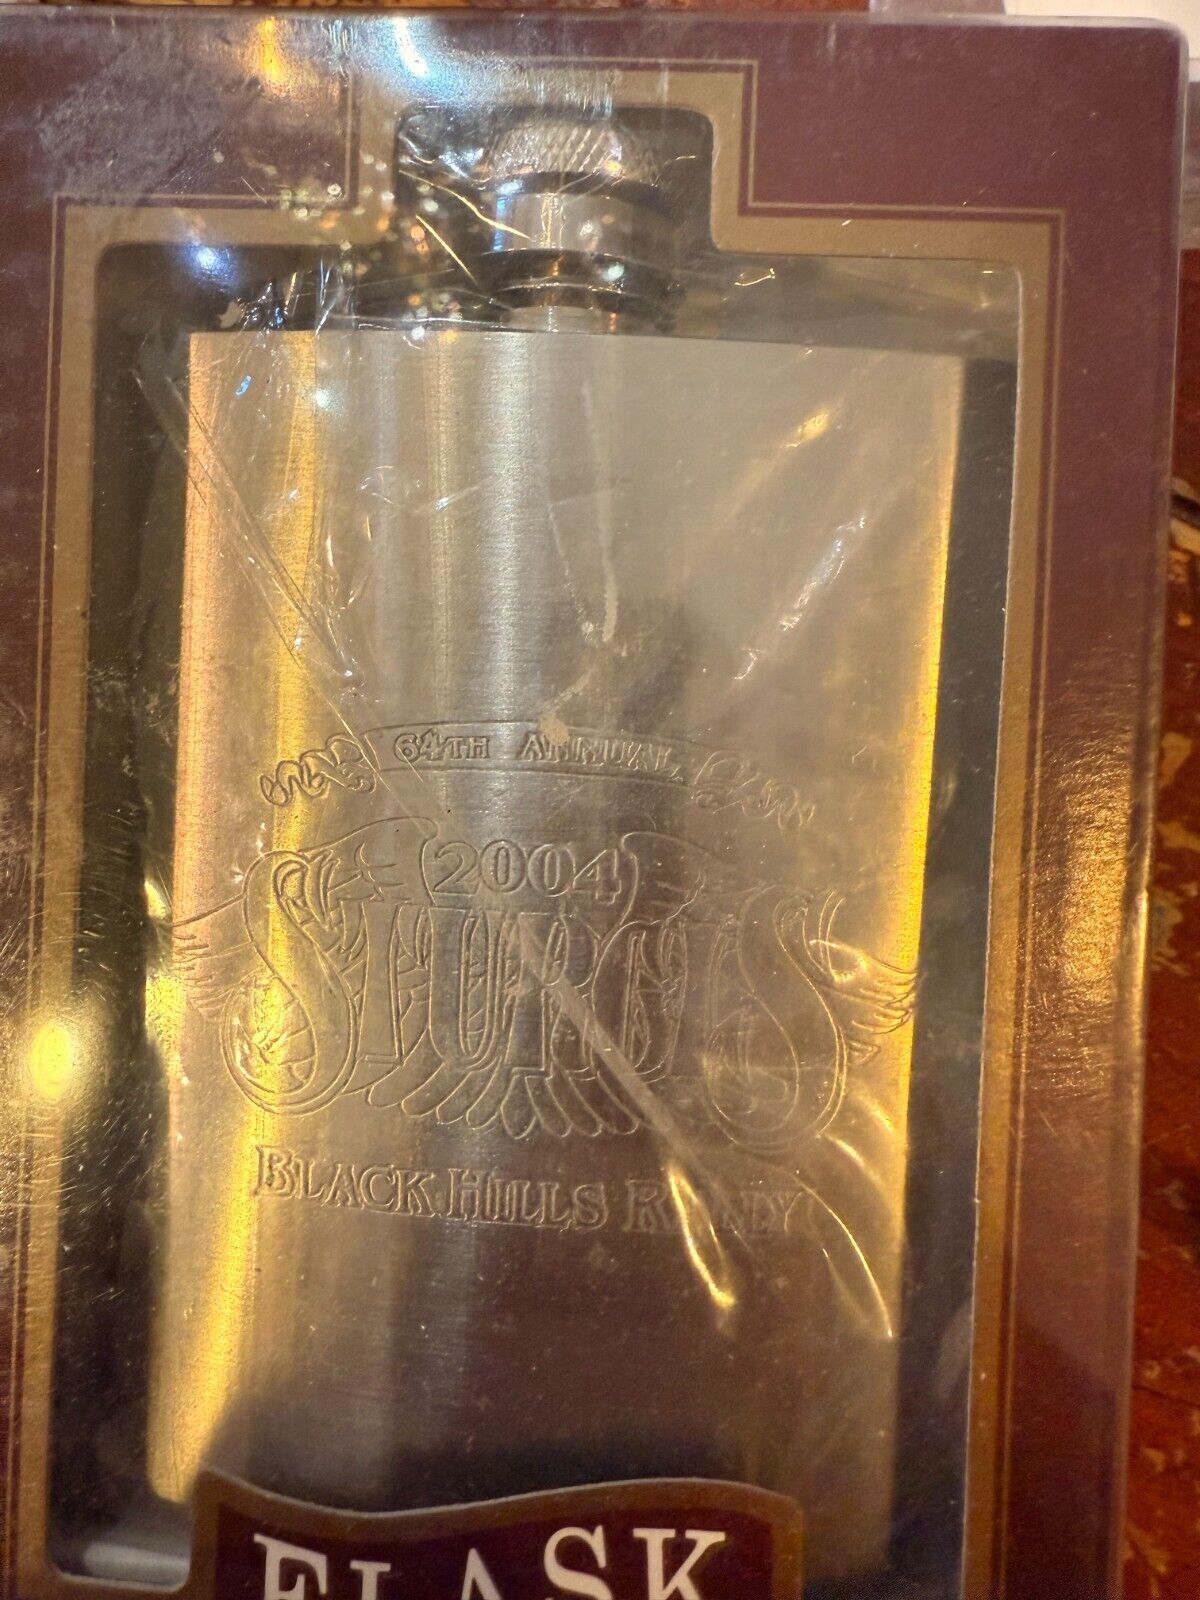 64TH ANNUAL
2004
STURGIS
BLACK HILLS RALLY
FLASK